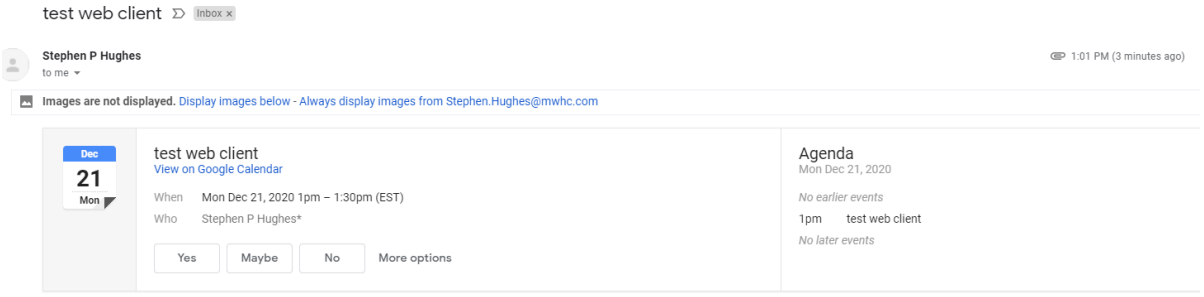 test web client Inbox ×
Stephen P Hughes 1:01 PM (3 minutes ago)
to me
Images are not displayed. Display images below - Always display images from Stephen.Hughes@mwhc.com
Dec
21
Mon
test web client
View on Google Calendar
When Mon Dec 21, 2020 1pm – 1:30pm (EST)
Who Stephen P Hughes*
Yes Maybe No More options
Agenda
Mon Dec 21, 2020
No earlier events
1pm test web client
No later events